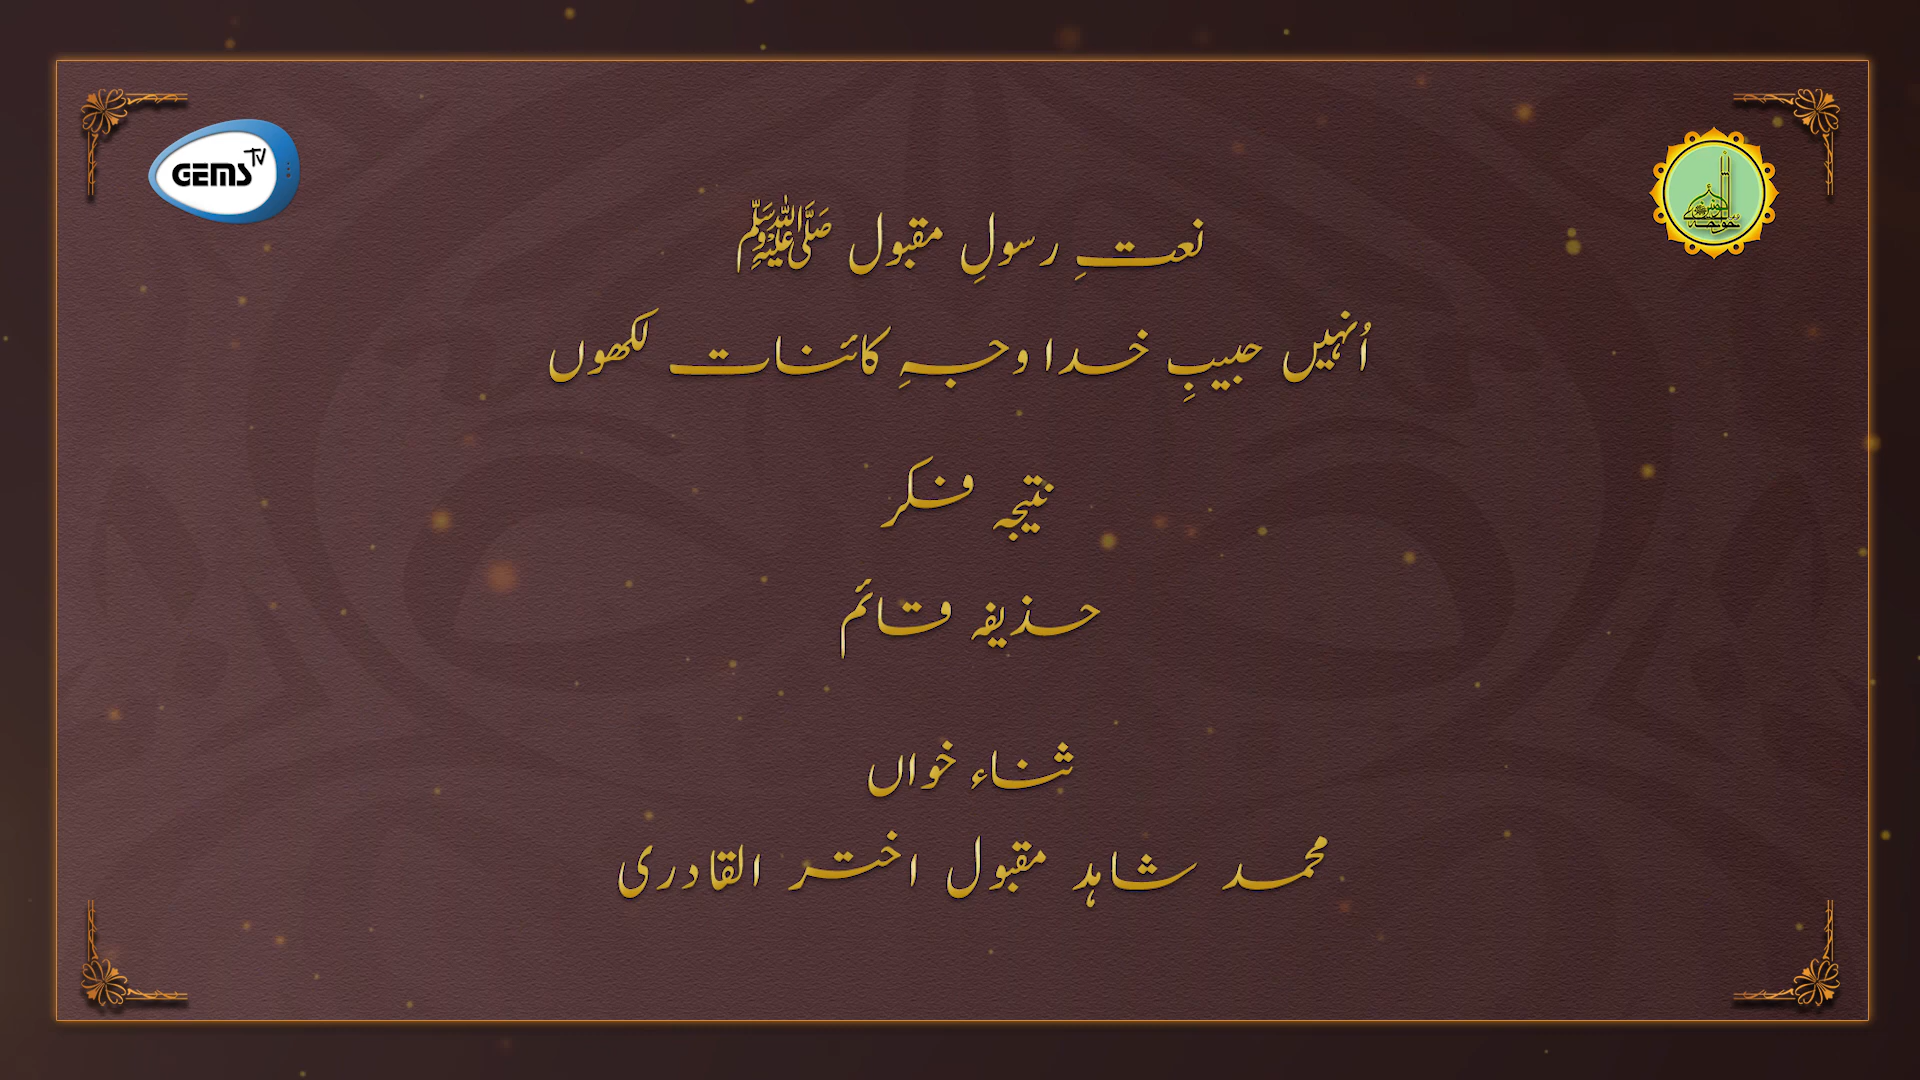 GEMS TV
نعتِ رسولِ مقبول ﷺ
اُنہیں حبیبِ خدا وجہِ کائنات لکھوں
نتیجہ فکر
حذیفہ قائم
ثناء خواں
محمد شاہد مقبول اختر القادری